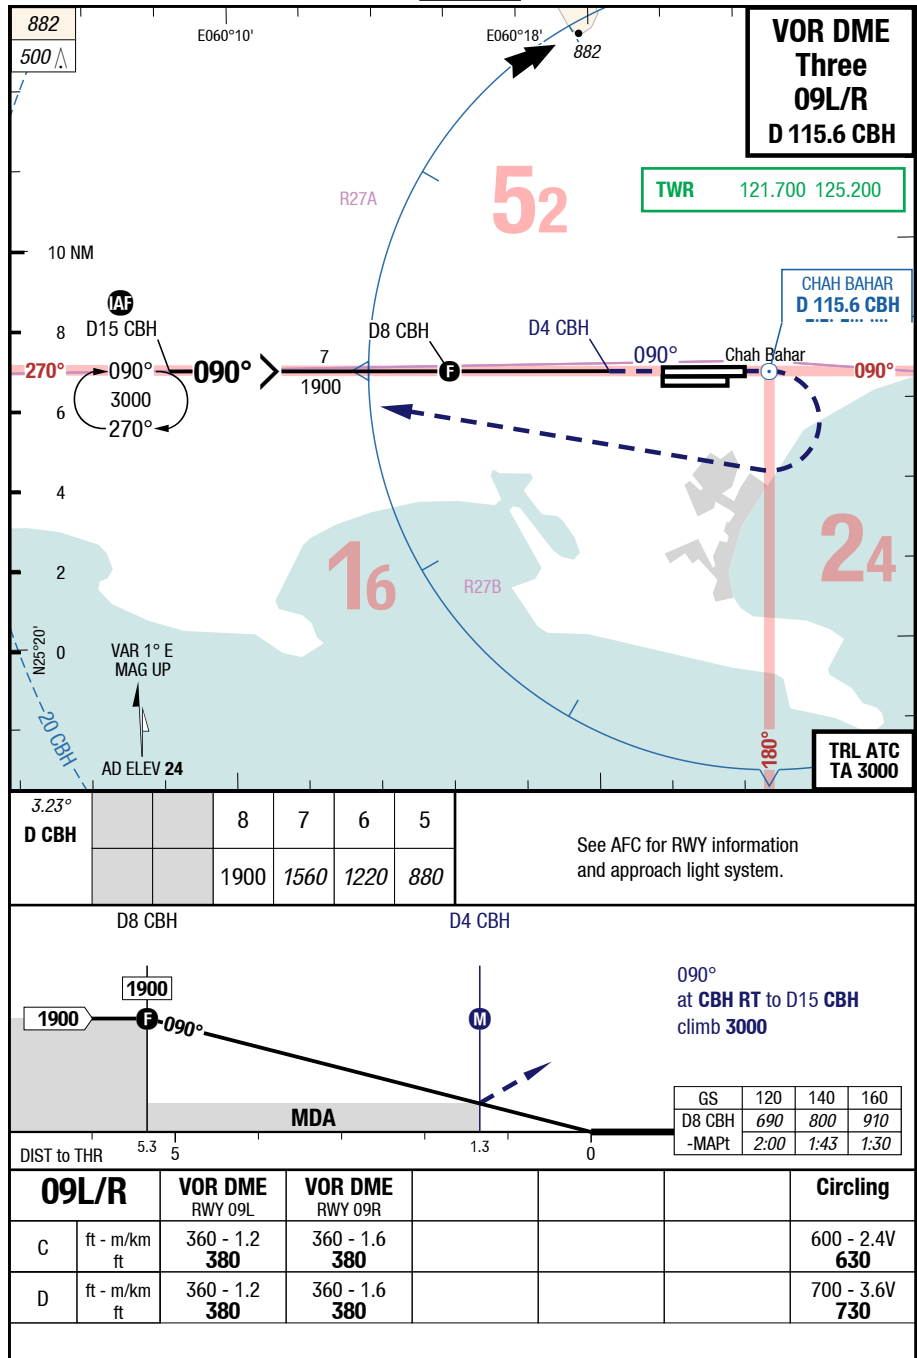 882
500
E060°10'
E060°18'
882
VOR DME
Three
09L/R
D 115.6 CBH
TWR 121.700 125.200
R27A
52
10 NM
CHAH BAHAR
D 115.6 CBH
IAF
D15 CBH
D8 CBH
D4 CBH
8
7
090°
Chah Bahar
270°
090°
090°
F
090°
1900
3000
6
270°
4
24
16
2
R27B
N25°20'
0
VAR 1° E
MAG UP
20 CBH
180°
AD ELEV 24
TRL ATC
TA 3000
3.23°
D CBH
8 7 6 5
1900 1560 1220 880
See AFC for RWY information
and approach light system.
D8 CBH
D4 CBH
090°
at CBH RT to D15 CBH
climb 3000
1900
1900
F
090°
M
MDA
GS 120 140 160
D8 CBH 690 800 910
-MAPt 2:00 1:43 1:30
DIST to THR
5.3 5 1.3 0
09L/R
VOR DME
RWY 09L
VOR DME
RWY 09R
Circling
C ft - m/km 360 - 1.2 360 - 1.6 600 - 2.4V
ft 380 380 630
D ft - m/km 360 - 1.2 360 - 1.6 700 - 3.6V
ft 380 380 730